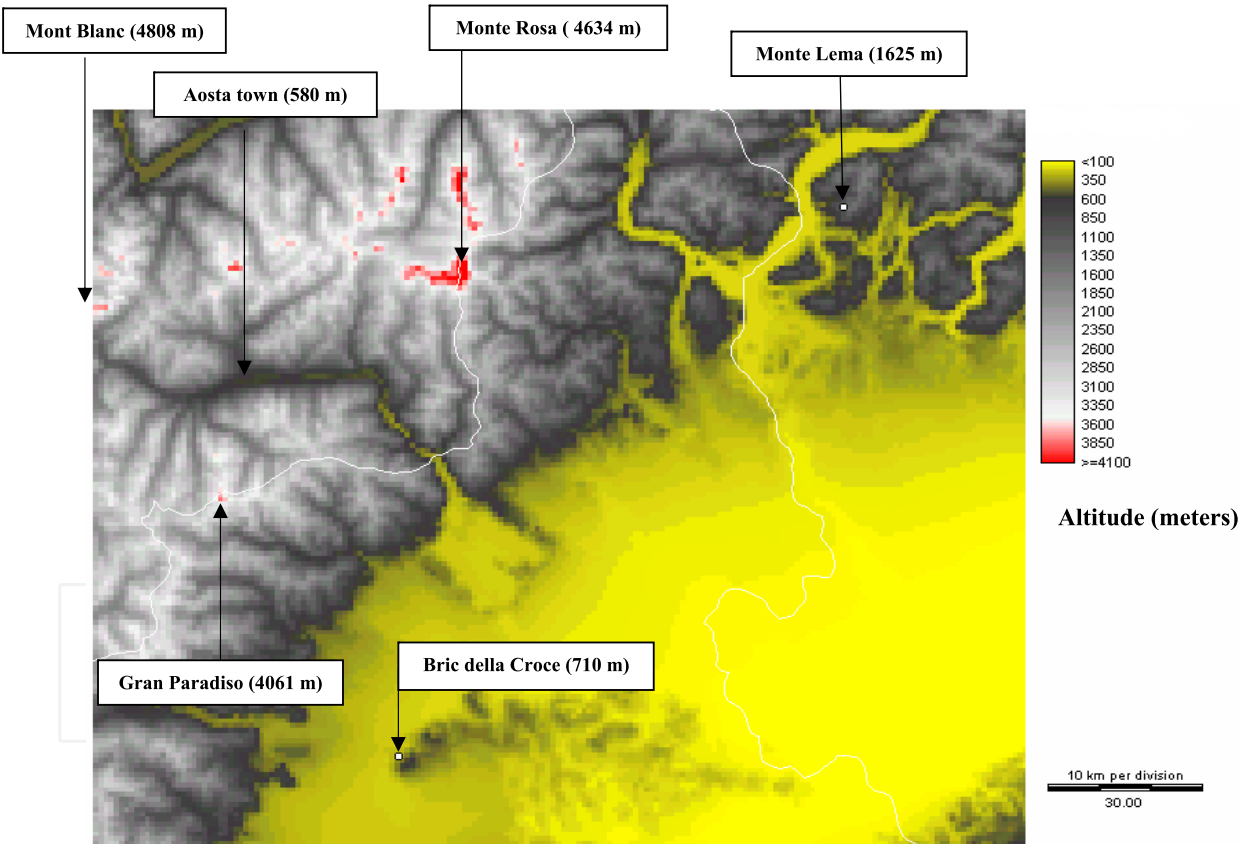 Mont Blanc (4808 m)
Monte Rosa ( 4634 m)
Monte Lema (1625 m)
Aosta town (580 m)
<100
350
600
850
1100
1350
1600
1850
2100
2350
2600
2850
3100
3350
3600
3850
>=4100
Altitude (meters)
Gran Paradiso (4061 m)
Bric della Croce (710 m)
10 km per division
30.00